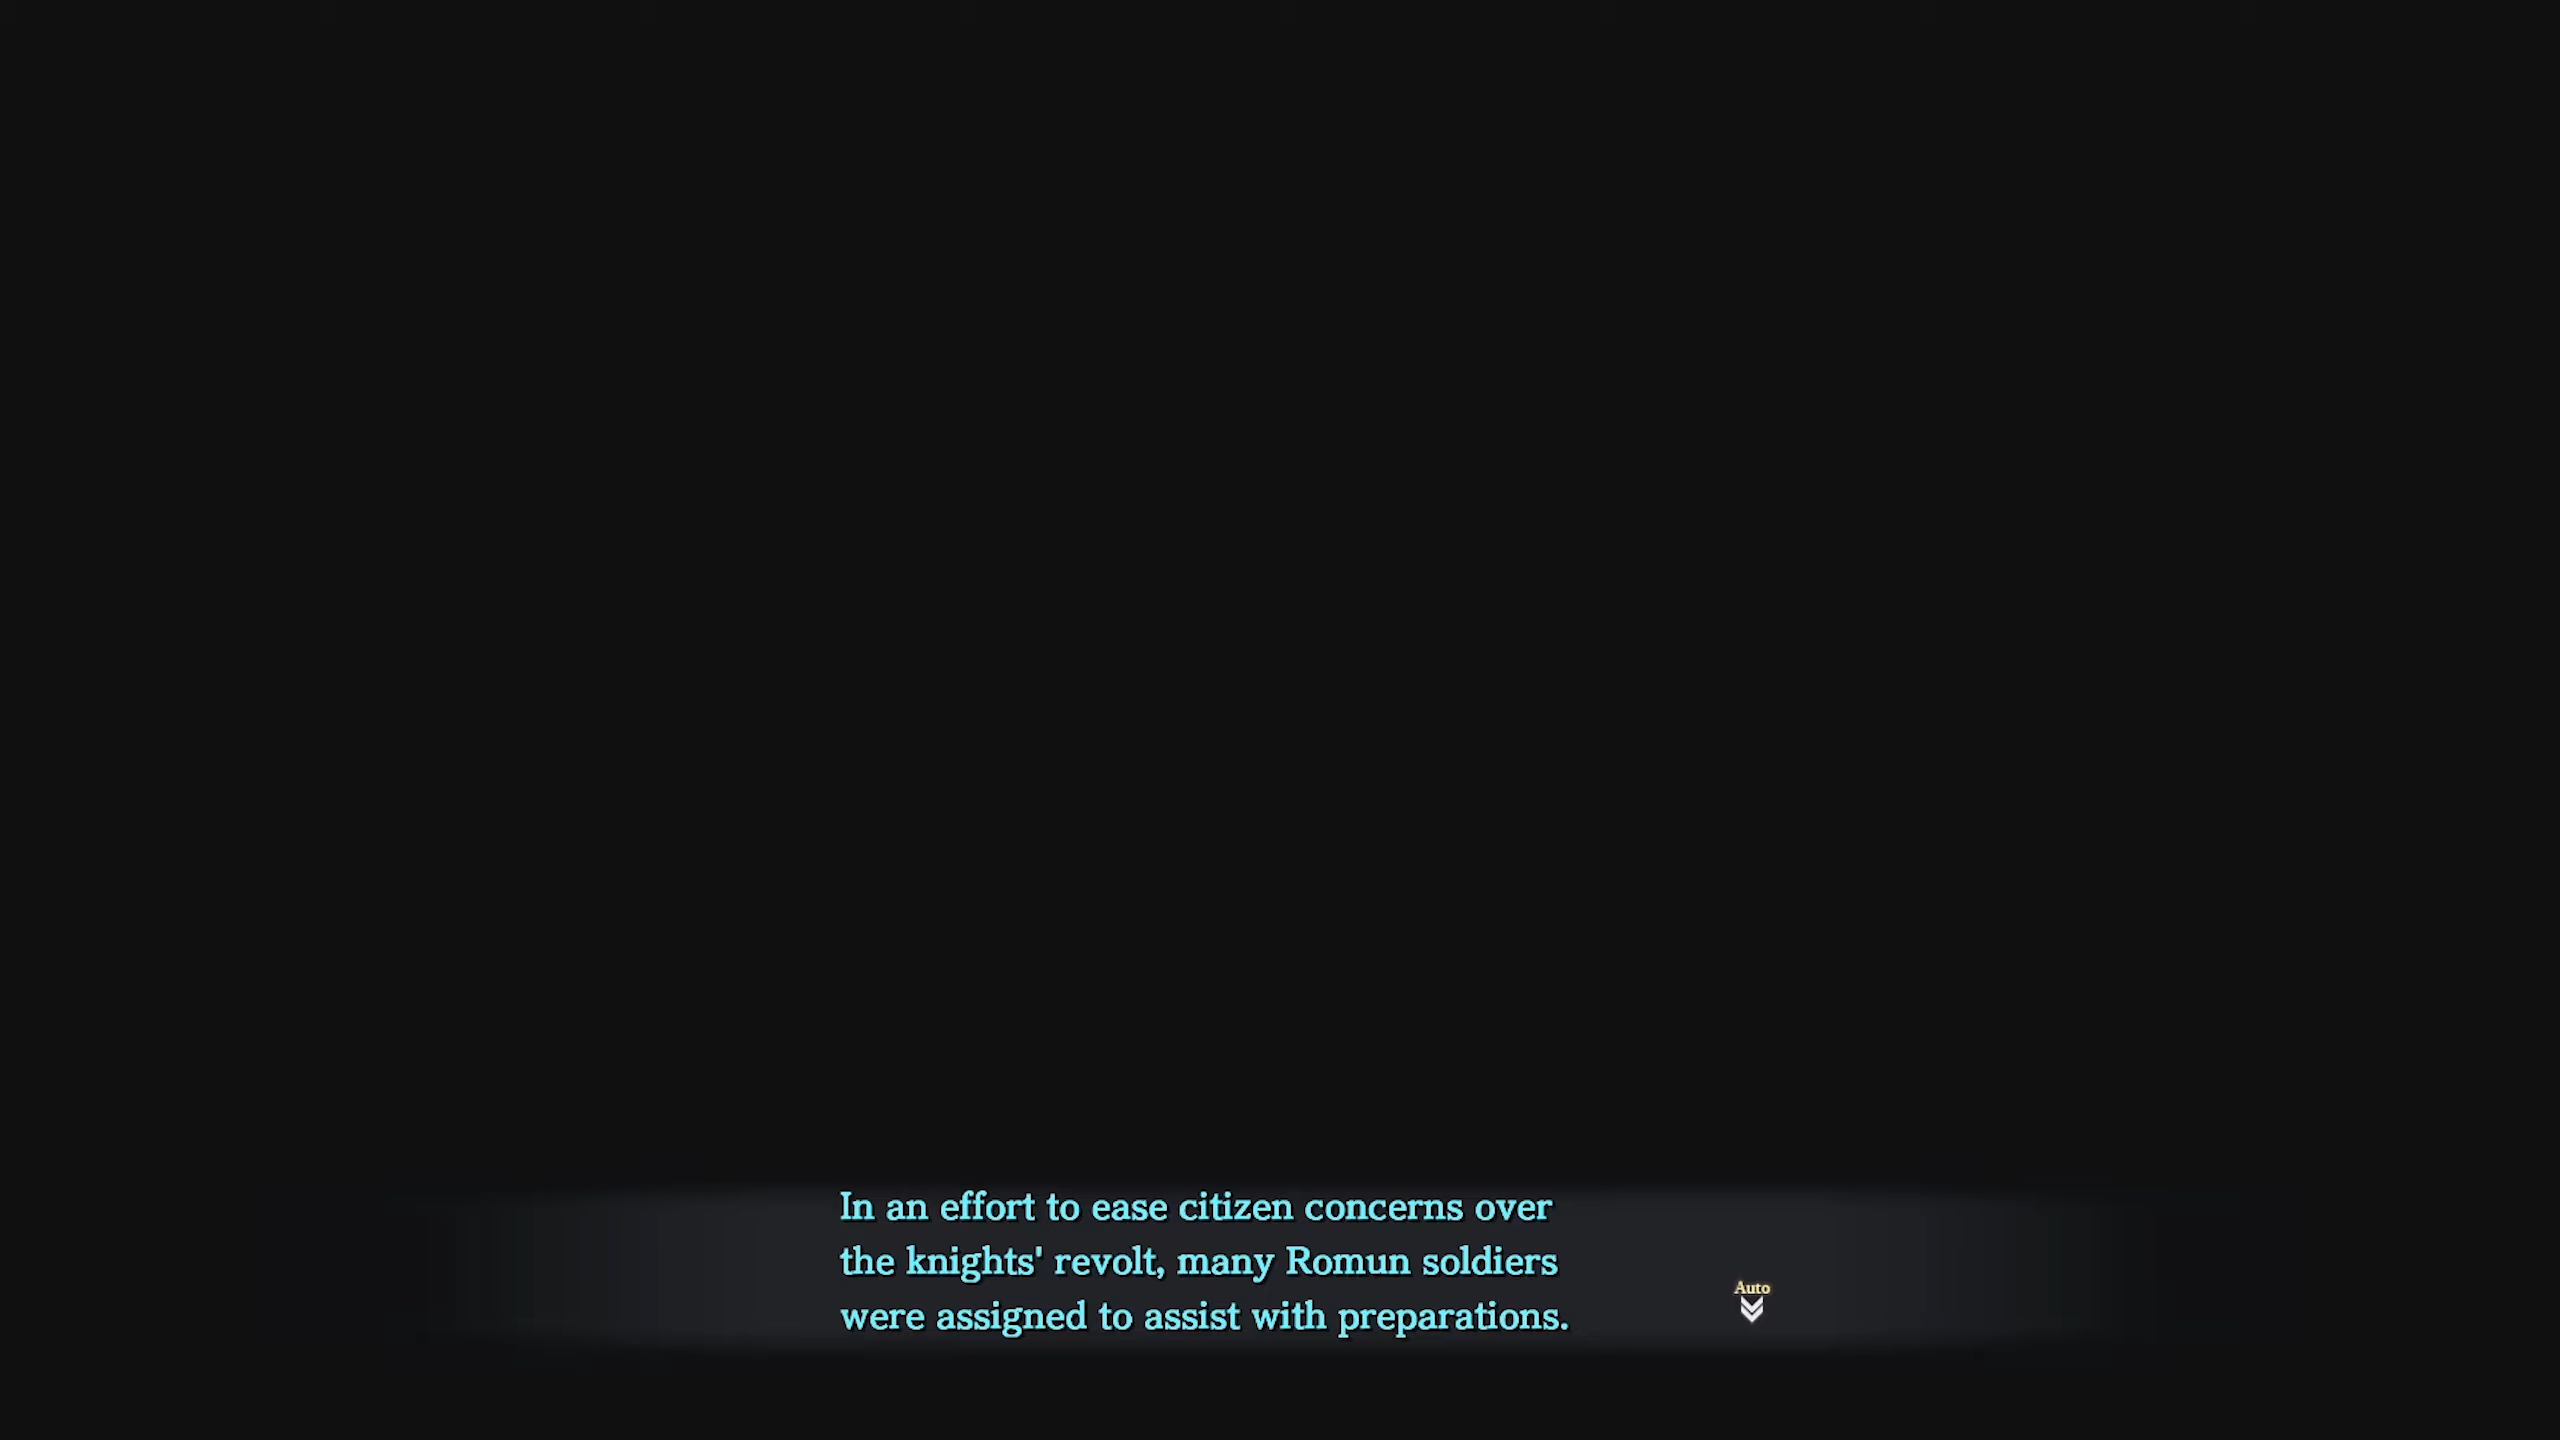 In an effort to ease citizen concerns over
the knights' revolt, many Romun soldiers
were assigned to assist with preparations.
Auto